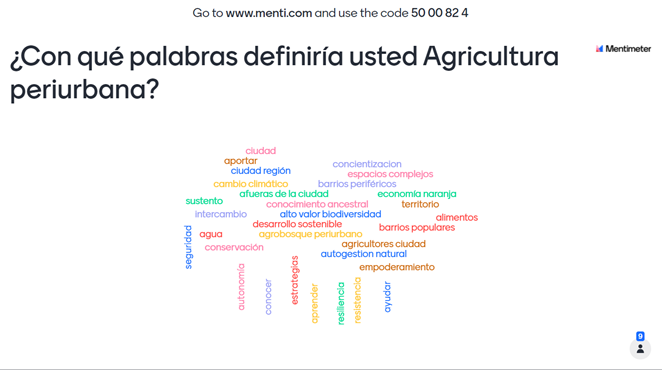 Go to www.menti.com and use the code 50 00 82 4
¿Con qué palabras definiría usted Agricultura
periurbana?
Mentimeter
ciudad
aportar
concientizacion
ciudad región
espacios complejos
cambio climático
barrios periféricos
afueras de la ciudad
economia naranja
sustento
conocimiento ancestral
territorio
intercambio
alto valor biodiversidad
alimentos
desarrollo sostenible
barrios populares
agua
agrobosque periurbano
agricultores ciudad
conservación
autogestion natural
seguridad
empoderamiento
autonomía
conocer
estrategias
aprender
resiliencia
resistencia
ayudar
9